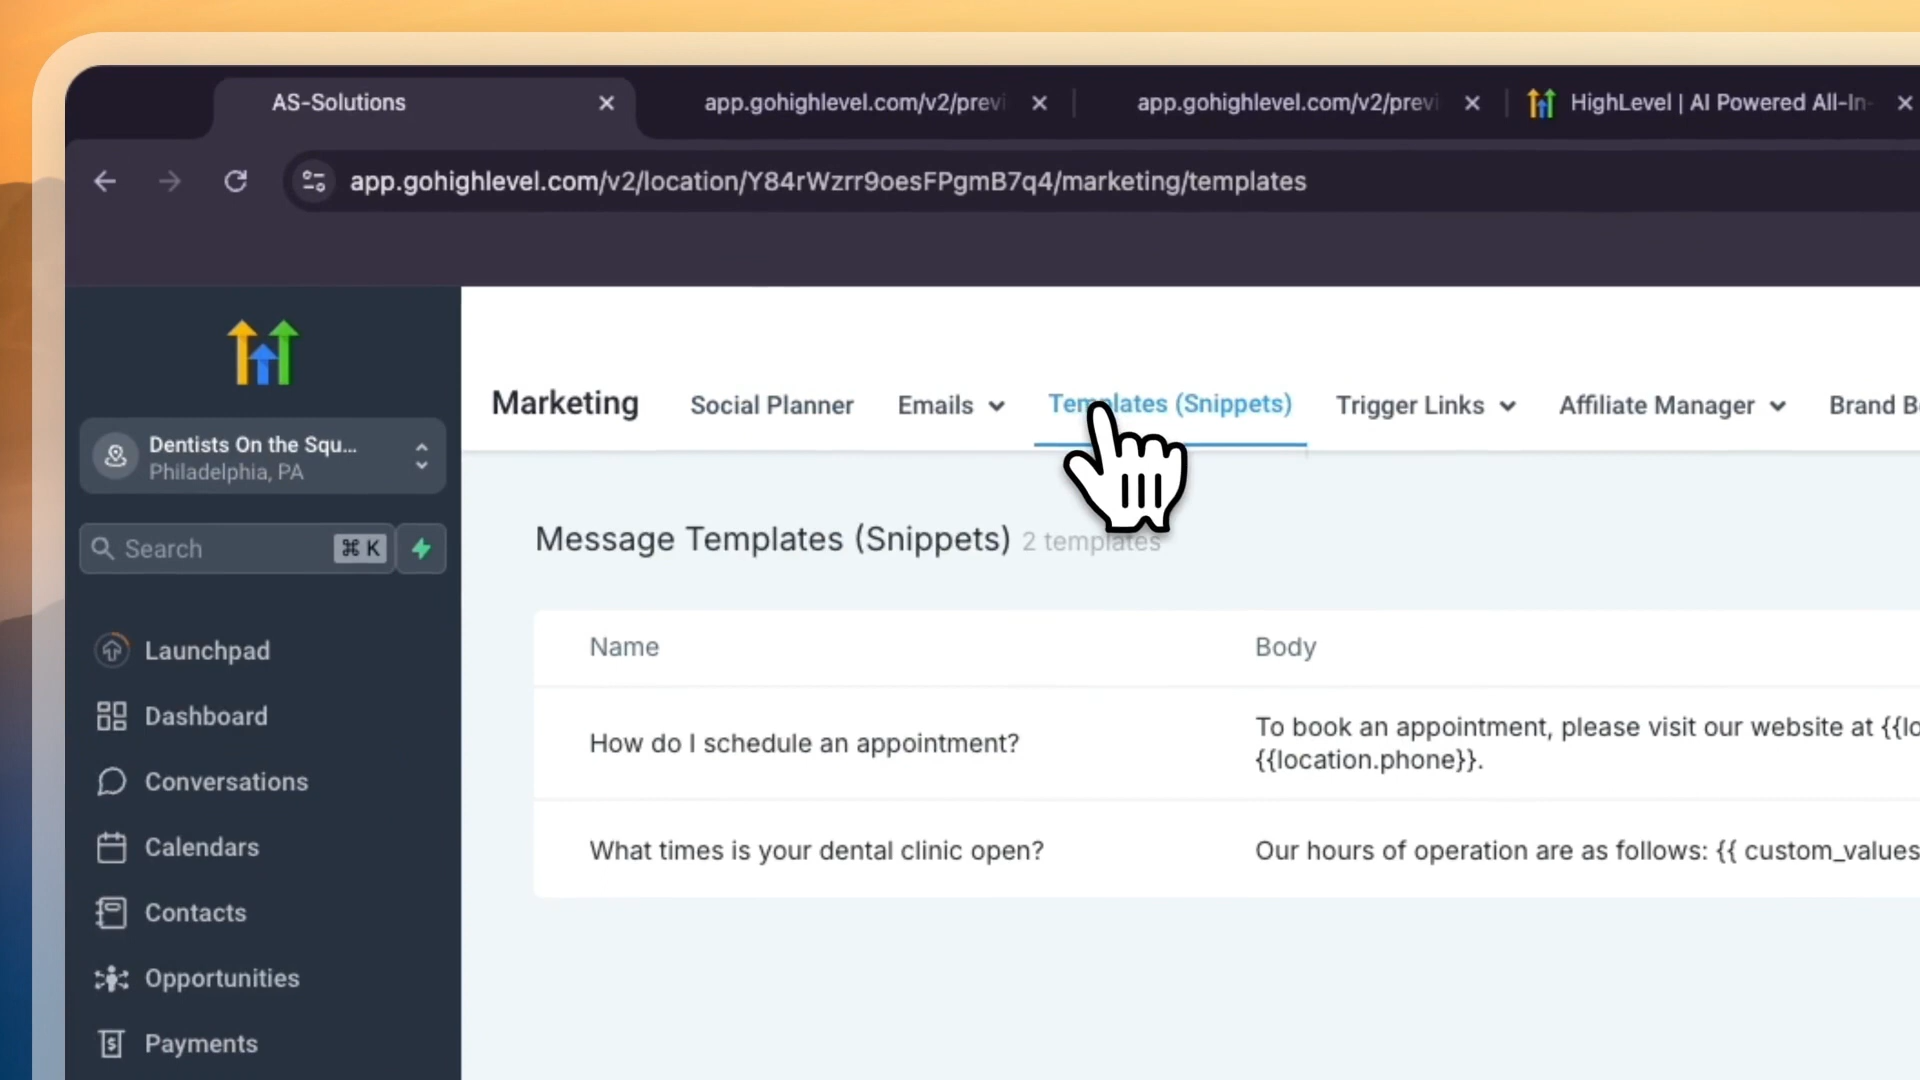 AS-Solutions
app.gohighlevel.com/v2/previ
app.gohighlevel.com/v2/previ
HighLevel | AI Powered All-In-
app.gohighlevel.com/v2/location/Y84rWzrr9oesFPgmB7q4/marketing/templates
Dentists On the Squ...
Philadelphia, PA
Search
⌘ K
Launchpad
Dashboard
Conversations
Calendars
Contacts
Opportunities
Payments
Marketing
Social Planner
Emails
Templates (Snippets)
Trigger Links
Affiliate Manager
Brand B
Message Templates (Snippets) 2 templates
Name
Body
How do I schedule an appointment?
To book an appointment, please visit our website at {{lo
{{location.phone}}.
What times is your dental clinic open?
Our hours of operation are as follows: {{ custom_values